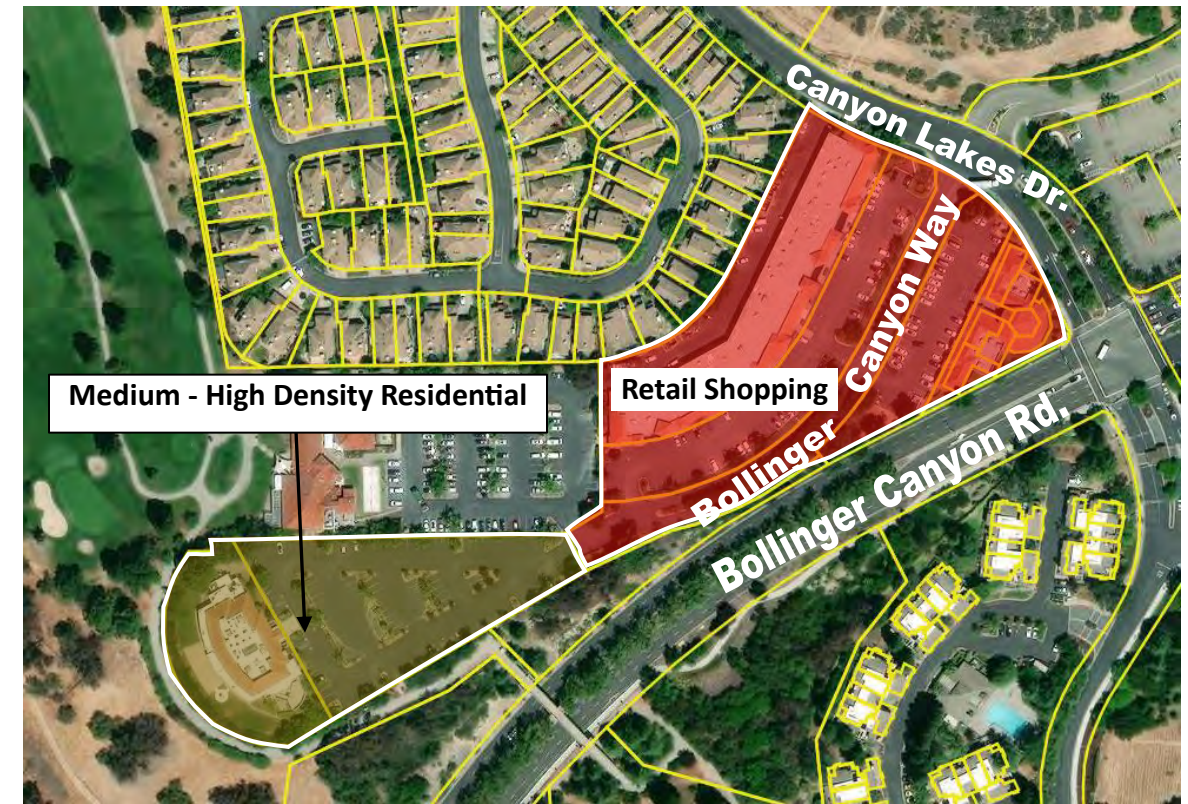 Canyon Lakes Dr.
Medium - High Density Residential
Retail Shopping
Bollinger Canyon Way
Bollinger Canyon Rd.